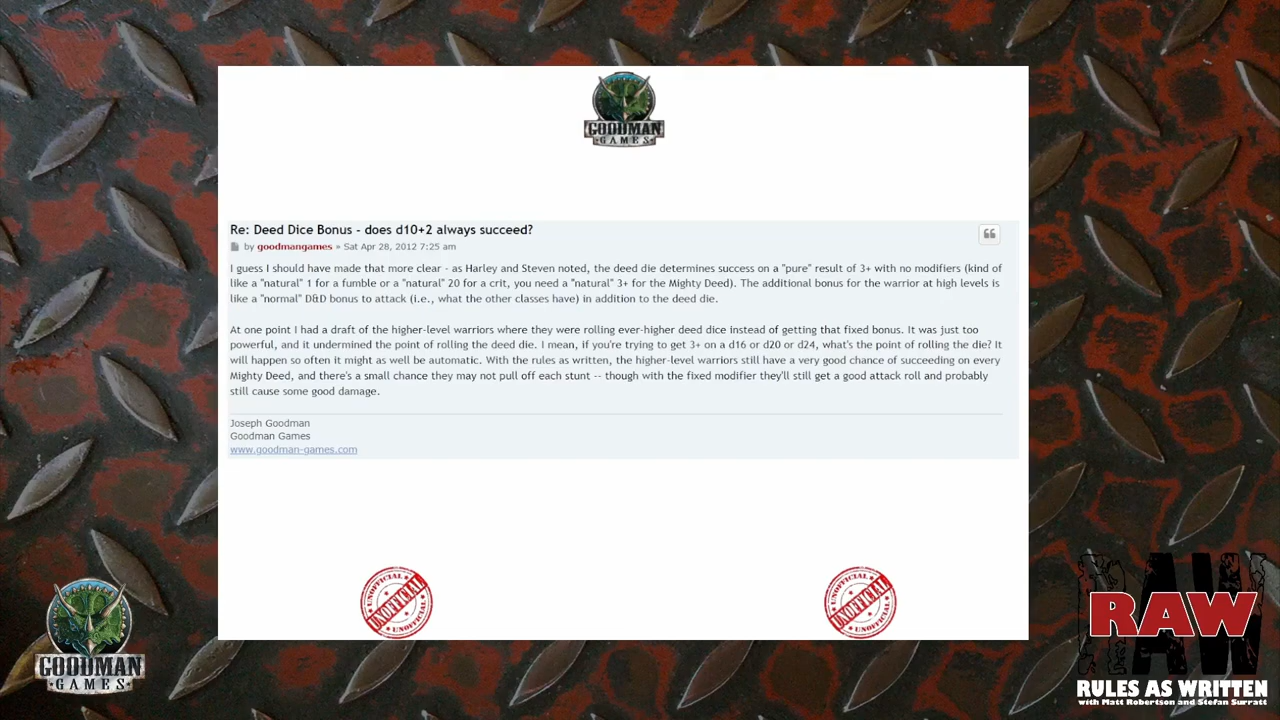 GOODMAN
GAMES
Re: Deed Dice Bonus - does d10+2 always succeed?
by goodmangames » Sat Apr 28, 2012 7:25 am
I guess I should have made that more clear - as Harley and Steven noted, the deed die determines success on a "pure" result of 3+ with no modifiers (kind of
like a "natural" 1 for a fumble or a "natural" 20 for a crit, you need a "natural" 3+ for the Mighty Deed). The additional bonus for the warrior at high levels is
like a "normal" D&D bonus to attack (i.e., what the other classes have) in addition to the deed die.
At one point I had a draft of the higher-level warriors where they were rolling ever-higher deed dice instead of getting that fixed bonus. It was just too
powerful, and it undermined the point of rolling the deed die. I mean, if you're trying to get 3+ on a d16 or d20 or d24, what's the point of rolling the die? It
will happen so often it might as well be automatic. With the rules as written, the higher-level warriors still have a very good chance of succeeding on every
Mighty Deed, and there's a small chance they may not pull off each stunt -- though with the fixed modifier they'll still get a good attack roll and probably
still cause some good damage.
Joseph Goodman
Goodman Games
www.goodman-games.com
UNOFFICIAL
UNOFFICIAL
UNOFFICIAL
UNOFFICIAL
UNOFFICIAL
UNOFFICIAL
GOODMAN
GAMES
RAW
RAW
RULES AS WRITTEN
with Matt Robertson and Stefan Surratt